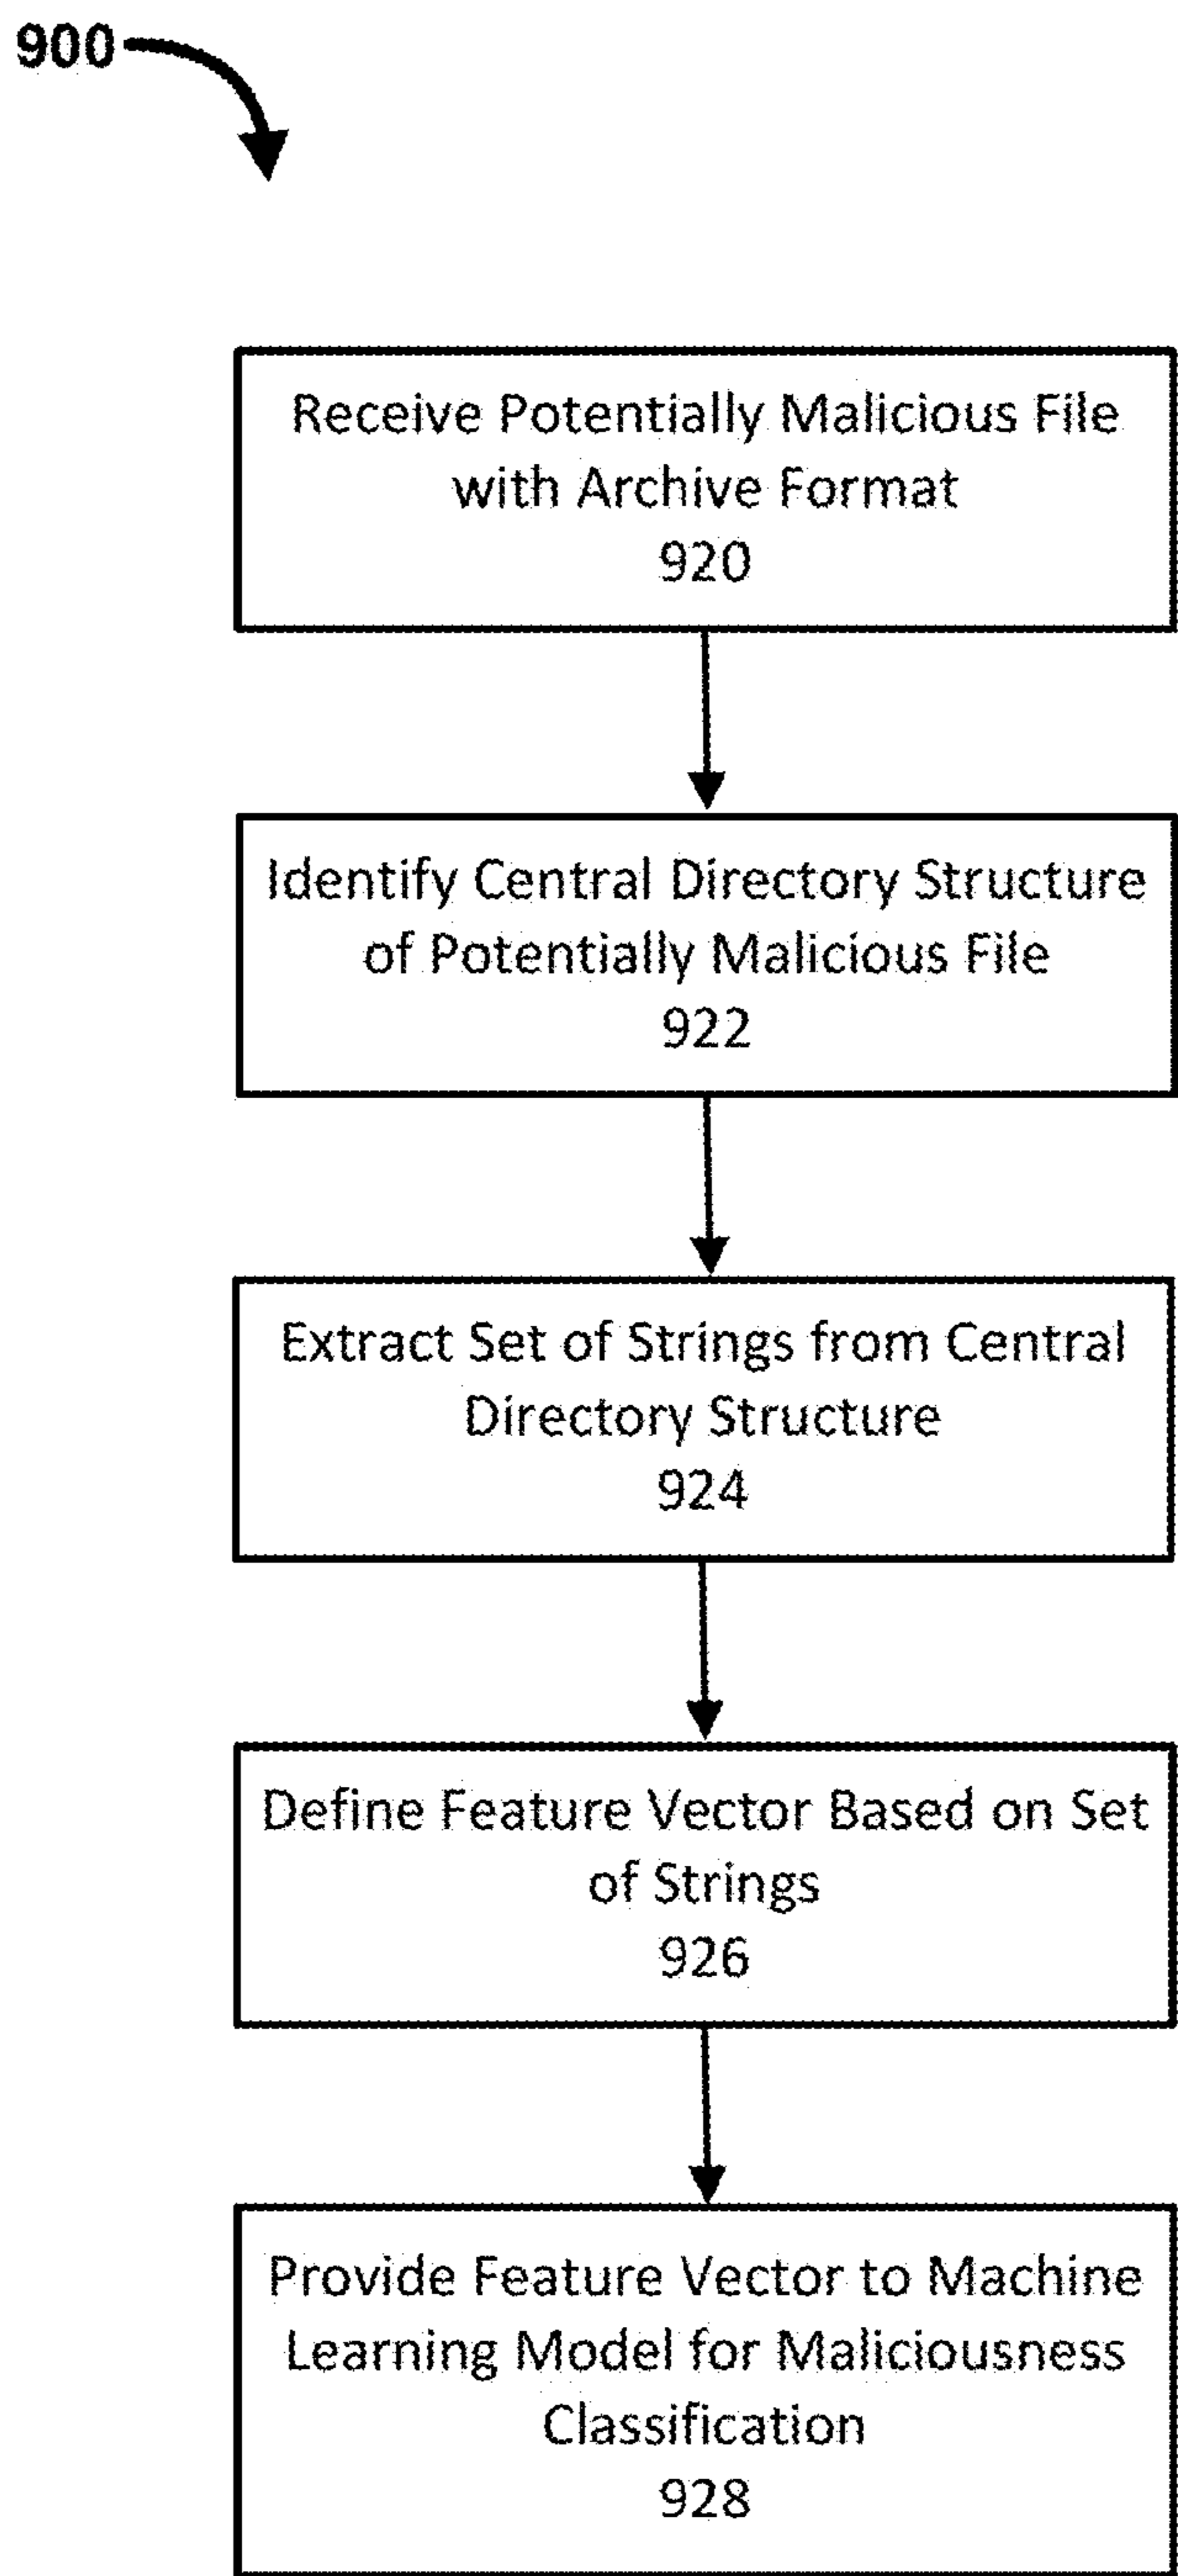 900
Receive Potentially Malicious File
with Archive Format
920
Identify Central Directory Structure
of Potentially Malicious File
922
Extract Set of Strings from Central
Directory Structure
924
Define Feature Vector Based on Set
of Strings
926
Provide Feature Vector to Machine
Learning Model for Maliciousness
Classification
928